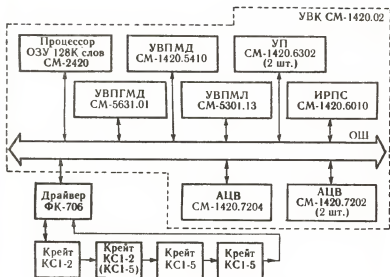 УВК СМ-1420.02
Процессор
ОЗУ 128К слов
СМ-2420
УВПМД
СМ-1420.5410
УП
СМ-1420.6302
(2 шт.)
УВПГМД
СМ-5631.01
УВПМЛ
СМ-5301.13
ИРПС
СМ-1420.6010
ОШ
Драйвер
ФК-706
АЦВ
СМ-1420.7204
АЦВ
СМ-1420.7202
(2 шт.)
Крейт
КС1-2
Крейт
КС1-2
(КС1-5)
Крейт
КС1-5
Крейт
КС1-5